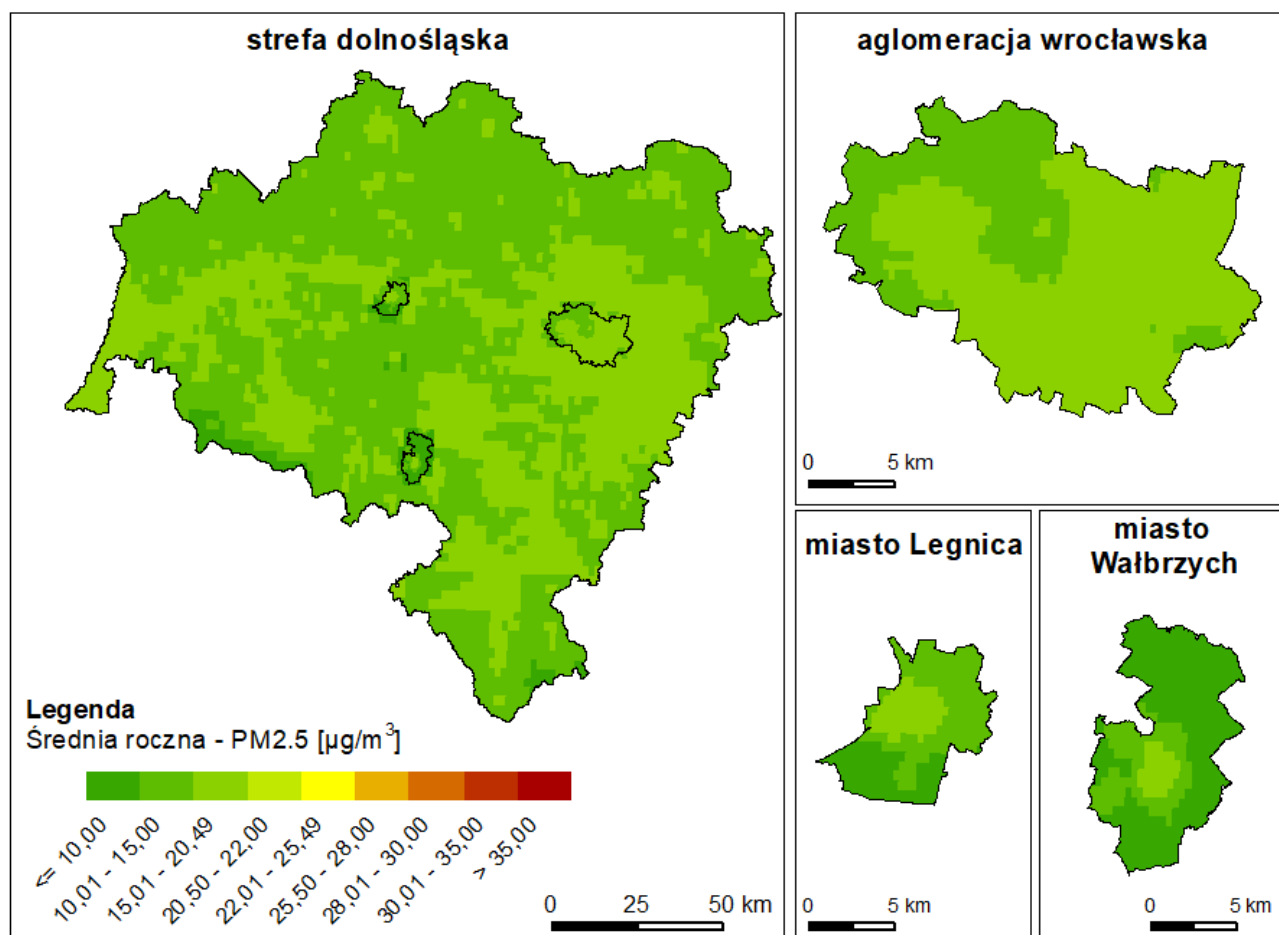 strefa dolnośląska
Legenda
Średnia roczna - PM2.5 [µg/m³]
<= 10,00
10,01 - 15,00
15,01 - 20,49
20,50 - 22,00
22,01 - 25,49
25,50 - 28,00
28,01 - 30,00
30,01 - 35,00
> 35,00
0 25 50 km
aglomeracja wrocławska
0 5 km
miasto Legnica
0 5 km
miasto
Wałbrzych
0 5 km